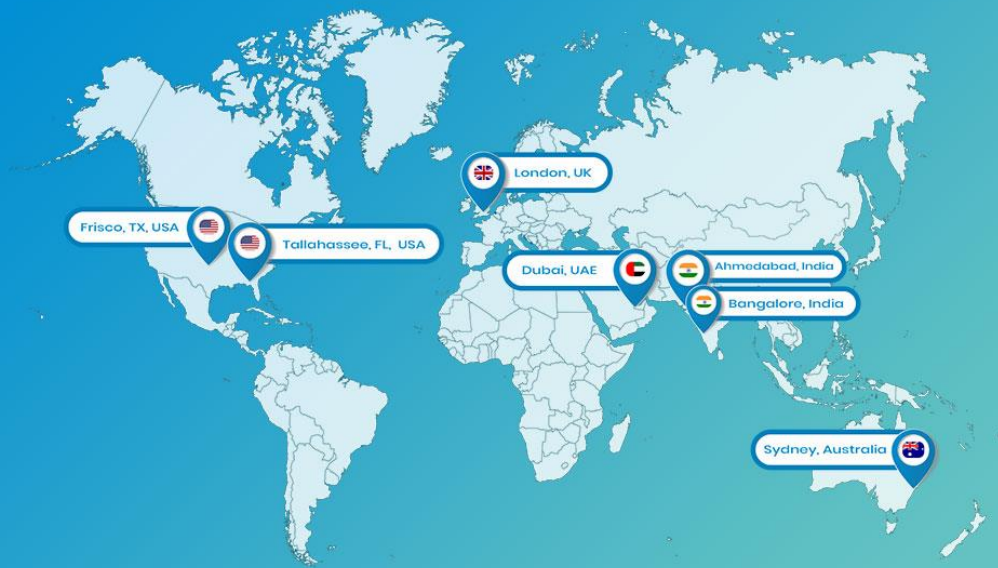 London, UK
Frisco, TX, USA
Tallahassee, FL, USA
Dubai, UAE
Ahmedabad, India
Bangalore, India
Sydney, Australia